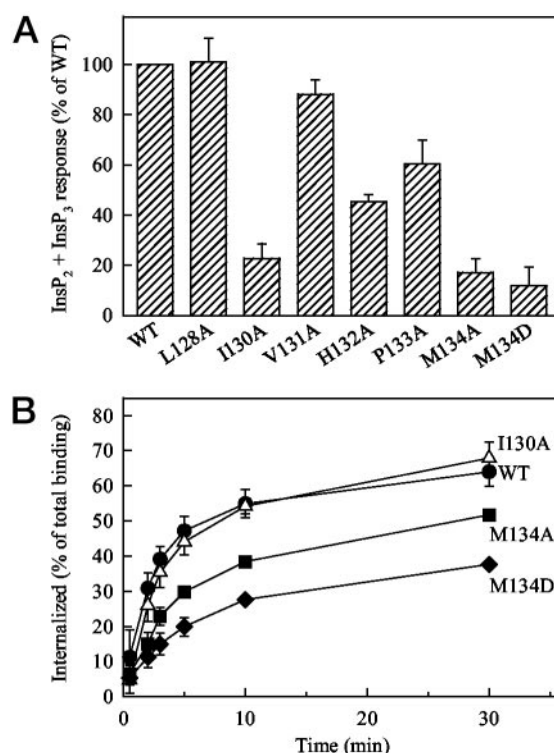 A
InsP₂ + InsP₃ response (% of WT)
100
80
60
40
20
0
WT
L128A
I130A
V131A
H132A
P133A
M134A
M134D
B
Internalized (% of total binding)
80
70
60
50
40
30
20
10
0
I130A
WT
M134A
M134D
0
10
20
30
Time (min)